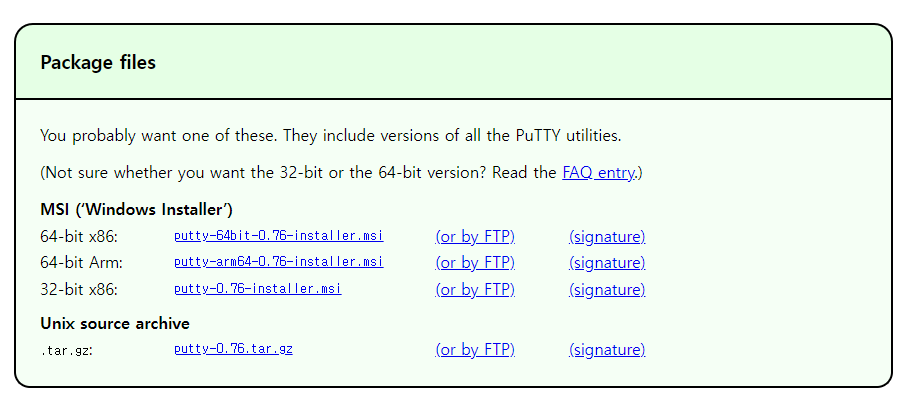 Package files
You probably want one of these. They include versions of all the PuTTY utilities.
(Not sure whether you want the 32-bit or the 64-bit version? Read the FAQ entry.)
MSI (‘Windows Installer’)
64-bit x86: putty-64bit-0.76-installer.msi (or by FTP) (signature)
64-bit Arm: putty-arm64-0.76-installer.msi (or by FTP) (signature)
32-bit x86: putty-0.76-installer.msi (or by FTP) (signature)
Unix source archive
.tar.gz: putty-0.76.tar.gz (or by FTP) (signature)